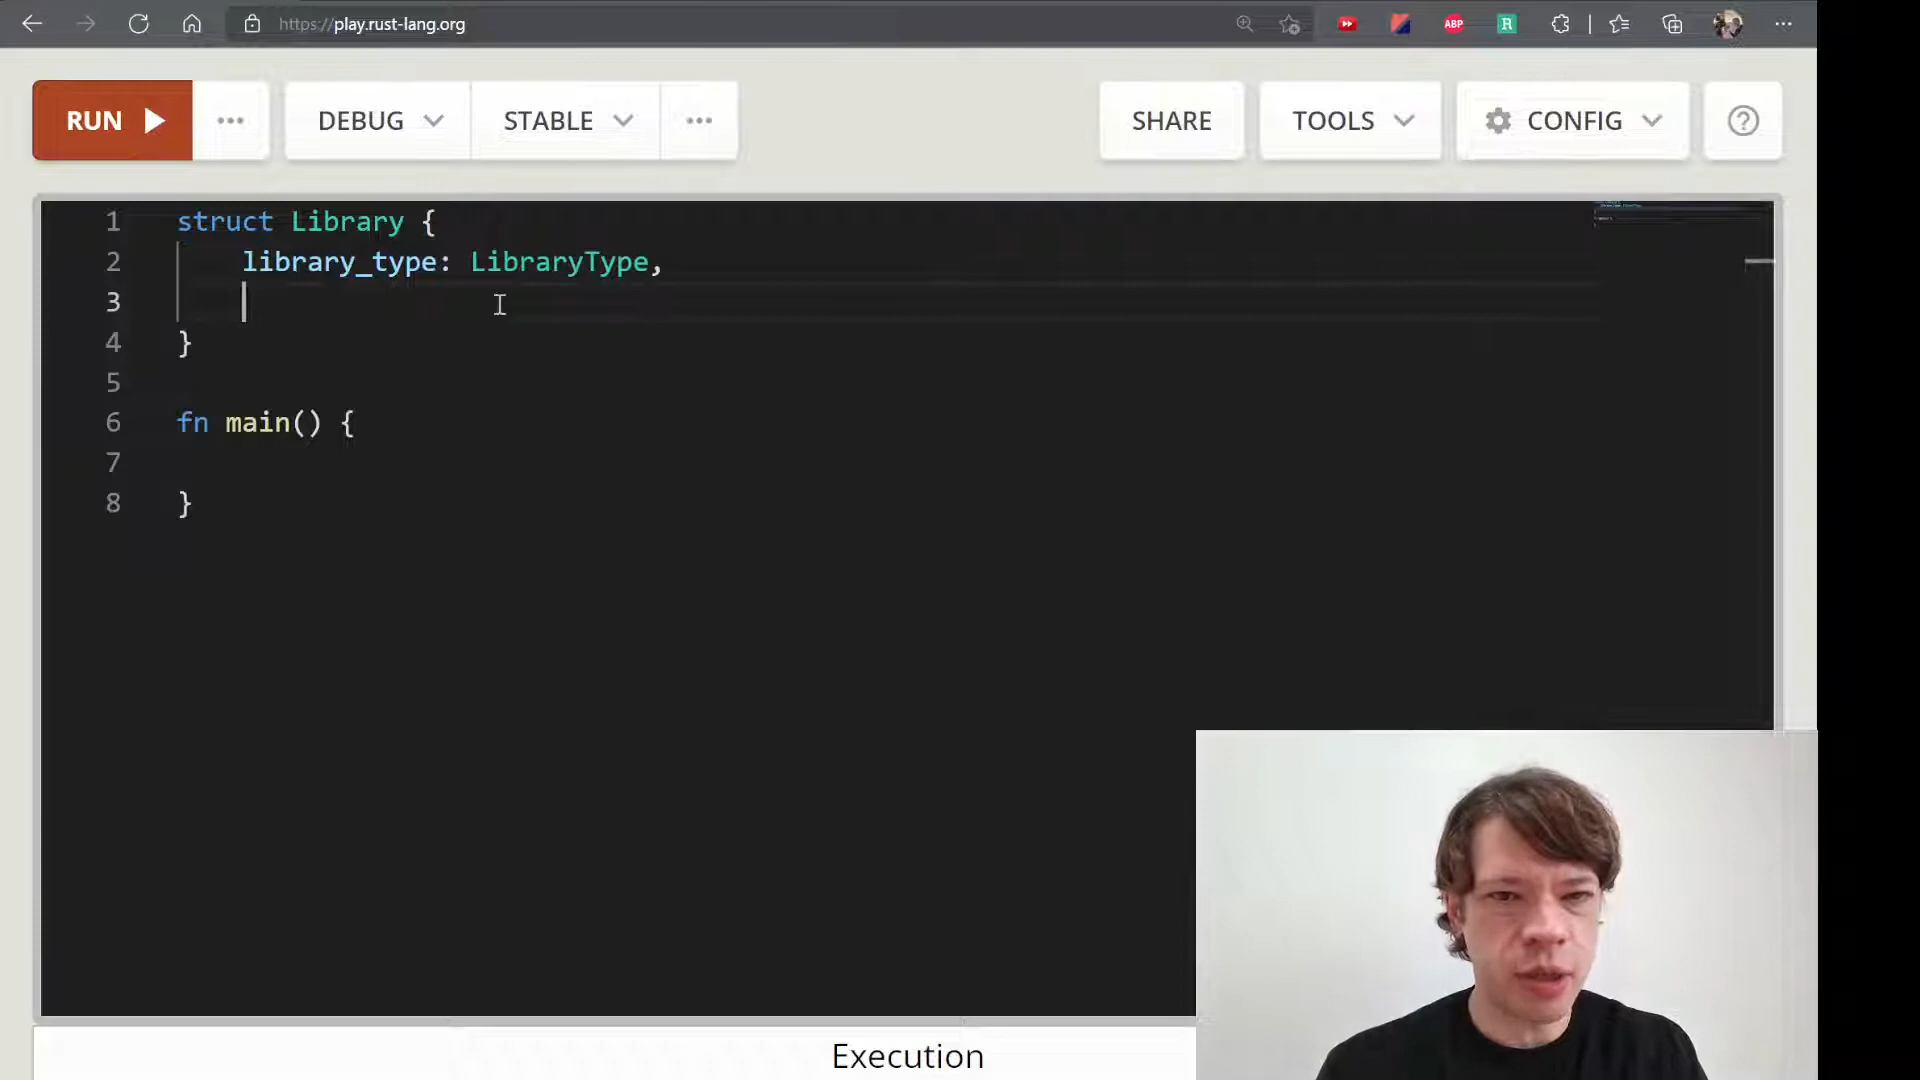 https://play.rust-lang.org
ABP
R
RUN
DEBUG
STABLE
SHARE
TOOLS
CONFIG
1 struct Library {
2 library_type: LibraryType,
3
4 }
5
6 fn main() {
7
8 }
Execution